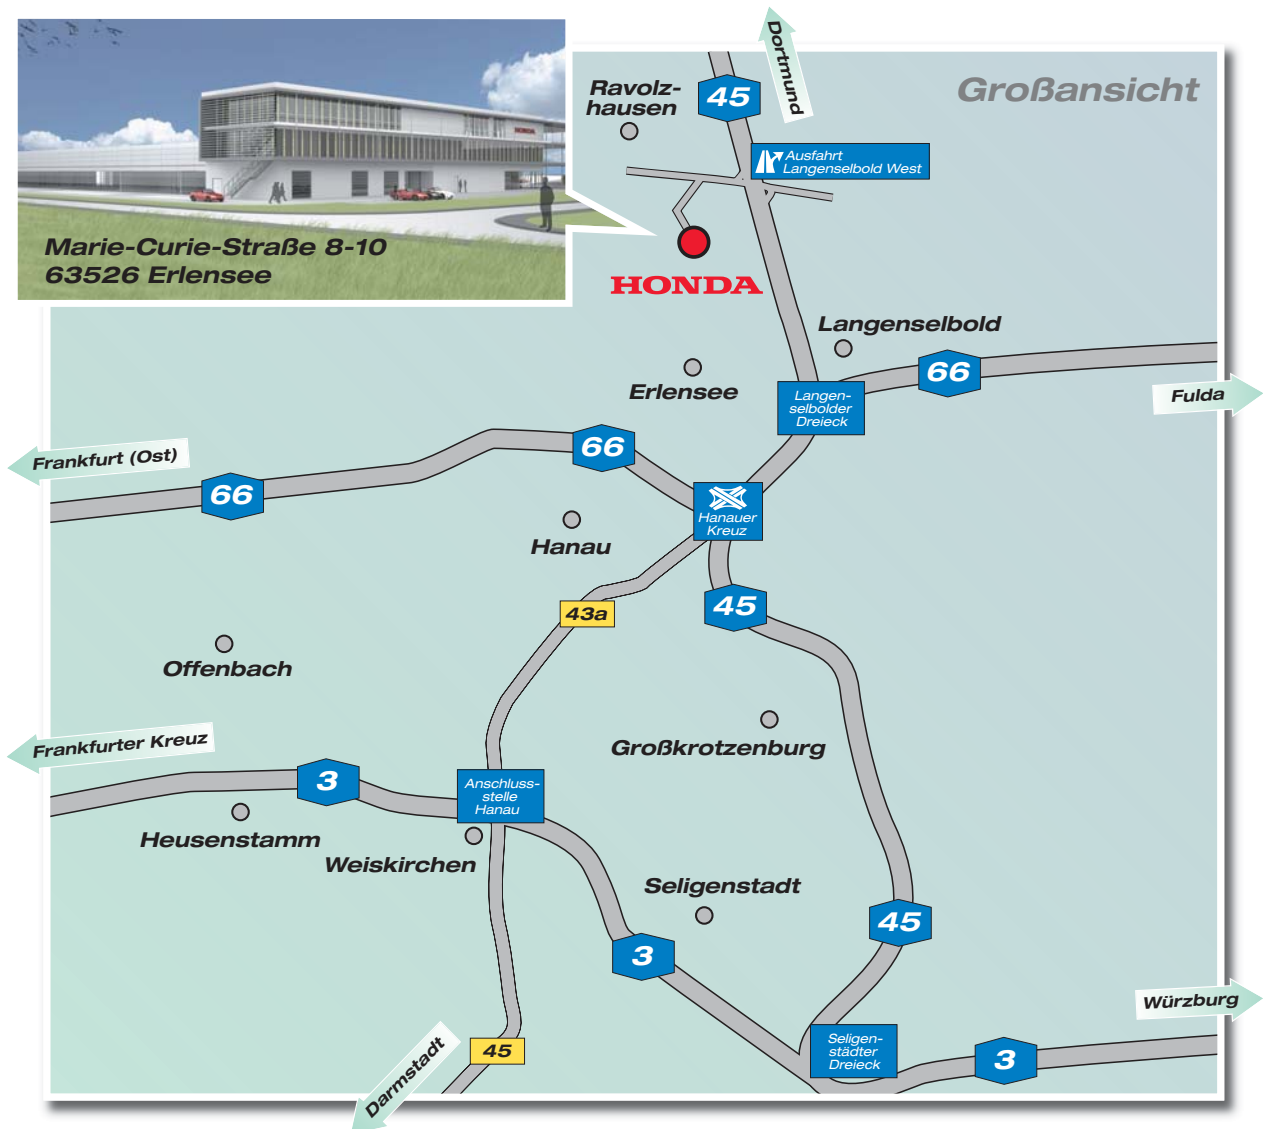 Großansicht
Dortmund
Ravolz-
hausen
45
Ausfahrt
Langenselbold West
HONDA
Marie-Curie-Straße 8-10
63526 Erlensee
HONDA
Langenselbold
66
Fulda
Erlensee
Langen-
selbolder
Dreieck
Frankfurt (Ost)
66
66
Hanauer
Kreuz
Hanau
43a
45
Offenbach
Großkrotzenburg
Frankfurter Kreuz
3
Anschluss-
stelle
Hanau
Heusenstamm
Weiskirchen
Seligenstadt
45
3
Würzburg
Seligen-
städter
Dreieck
3
45
Darmstadt